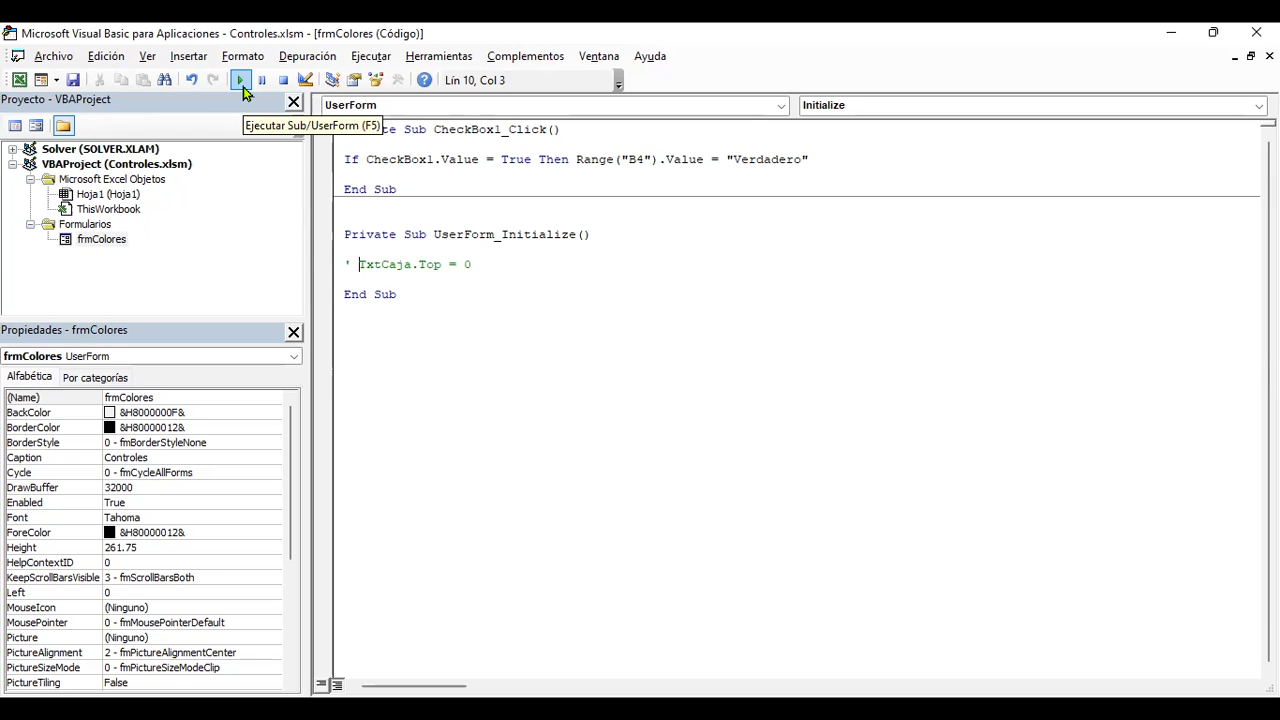 Microsoft Visual Basic para Aplicaciones - Controles.xlsm - [frmColores (Código)]
Archivo Edición Ver Insertar Formato Depuración Ejecutar Herramientas Complementos Ventana Ayuda
Lín 10, Col 3
Proyecto - VBAProject
UserForm
Initialize
Ejecutar Sub/UserForm (F5)
Solver (SOLVER.XLAM)
VBAProject (Controles.xlsm)
Microsoft Excel Objetos
Hoja1 (Hoja1)
ThisWorkbook
Formularios
frmColores
Propiedades - frmColores
frmColores UserForm
Alfabética Por categorías
(Name) frmColores
BackColor &H8000000F&
BorderColor &H80000012&
BorderStyle 0 - fmBorderStyleNone
Caption Controles
Cycle 0 - fmCycleAllForms
DrawBuffer 32000
Enabled True
Font Tahoma
ForeColor &H80000012&
Height 261.75
HelpContextID 0
KeepScrollBarsVisible 3 - fmScrollBarsBoth
Left 0
MouseIcon (Ninguno)
MousePointer 0 - fmMousePointerDefault
Picture (Ninguno)
PictureAlignment 2 - fmPictureAlignmentCenter
PictureSizeMode 0 - fmPictureSizeModeClip
PictureTiling False
te Sub CheckBox1_Click()
If CheckBox1.Value = True Then Range("B4").Value = "Verdadero"
End Sub
Private Sub UserForm_Initialize()
' TxtCaja.Top = 0
End Sub